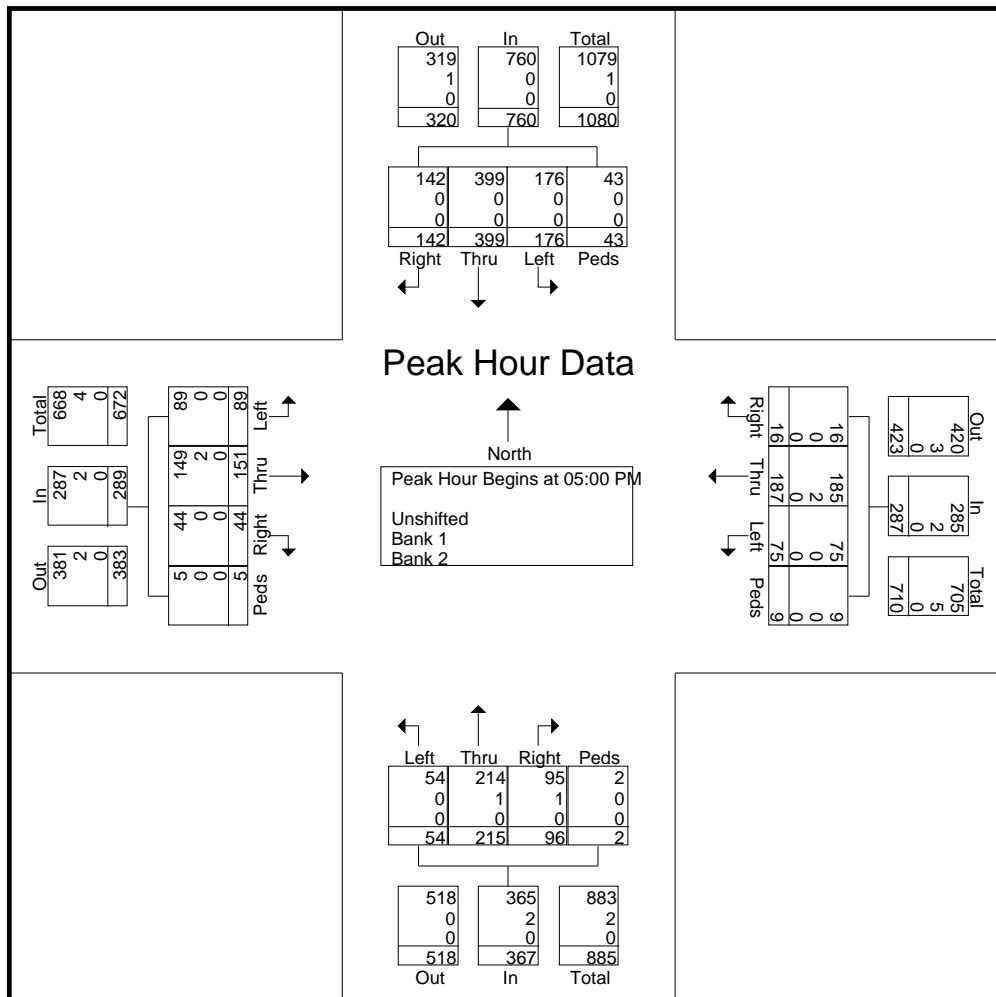 Out In Total
319 760 1079
1 0 1
0 0 0
320 760 1080
142 399 176 43
0 0 0 0
0 0 0 0
142 399 176 43
Right Thru Left Peds
Peak Hour Data
North
Peak Hour Begins at 05:00 PM
Unshifted
Bank 1
Bank 2
Total
668 4 0 672
In
287 2 0 289
Out
381 2 0 383
89 0 0 89
Left
149 2 0 151
Thru
44 0 0 44
Right
5 0 0 5
Peds
Right
16 0 0 16
Thru
185 2 0 187
Left
75 0 0 75
Peds
9 0 0 9
Out
420 3 0 423
In
285 2 0 287
Total
705 5 0 710
Left Thru Right Peds
54 214 95 2
0 1 1 0
0 0 0 0
54 215 96 2
518 365 883
0 2 2
0 0 0
518 367 885
Out In Total